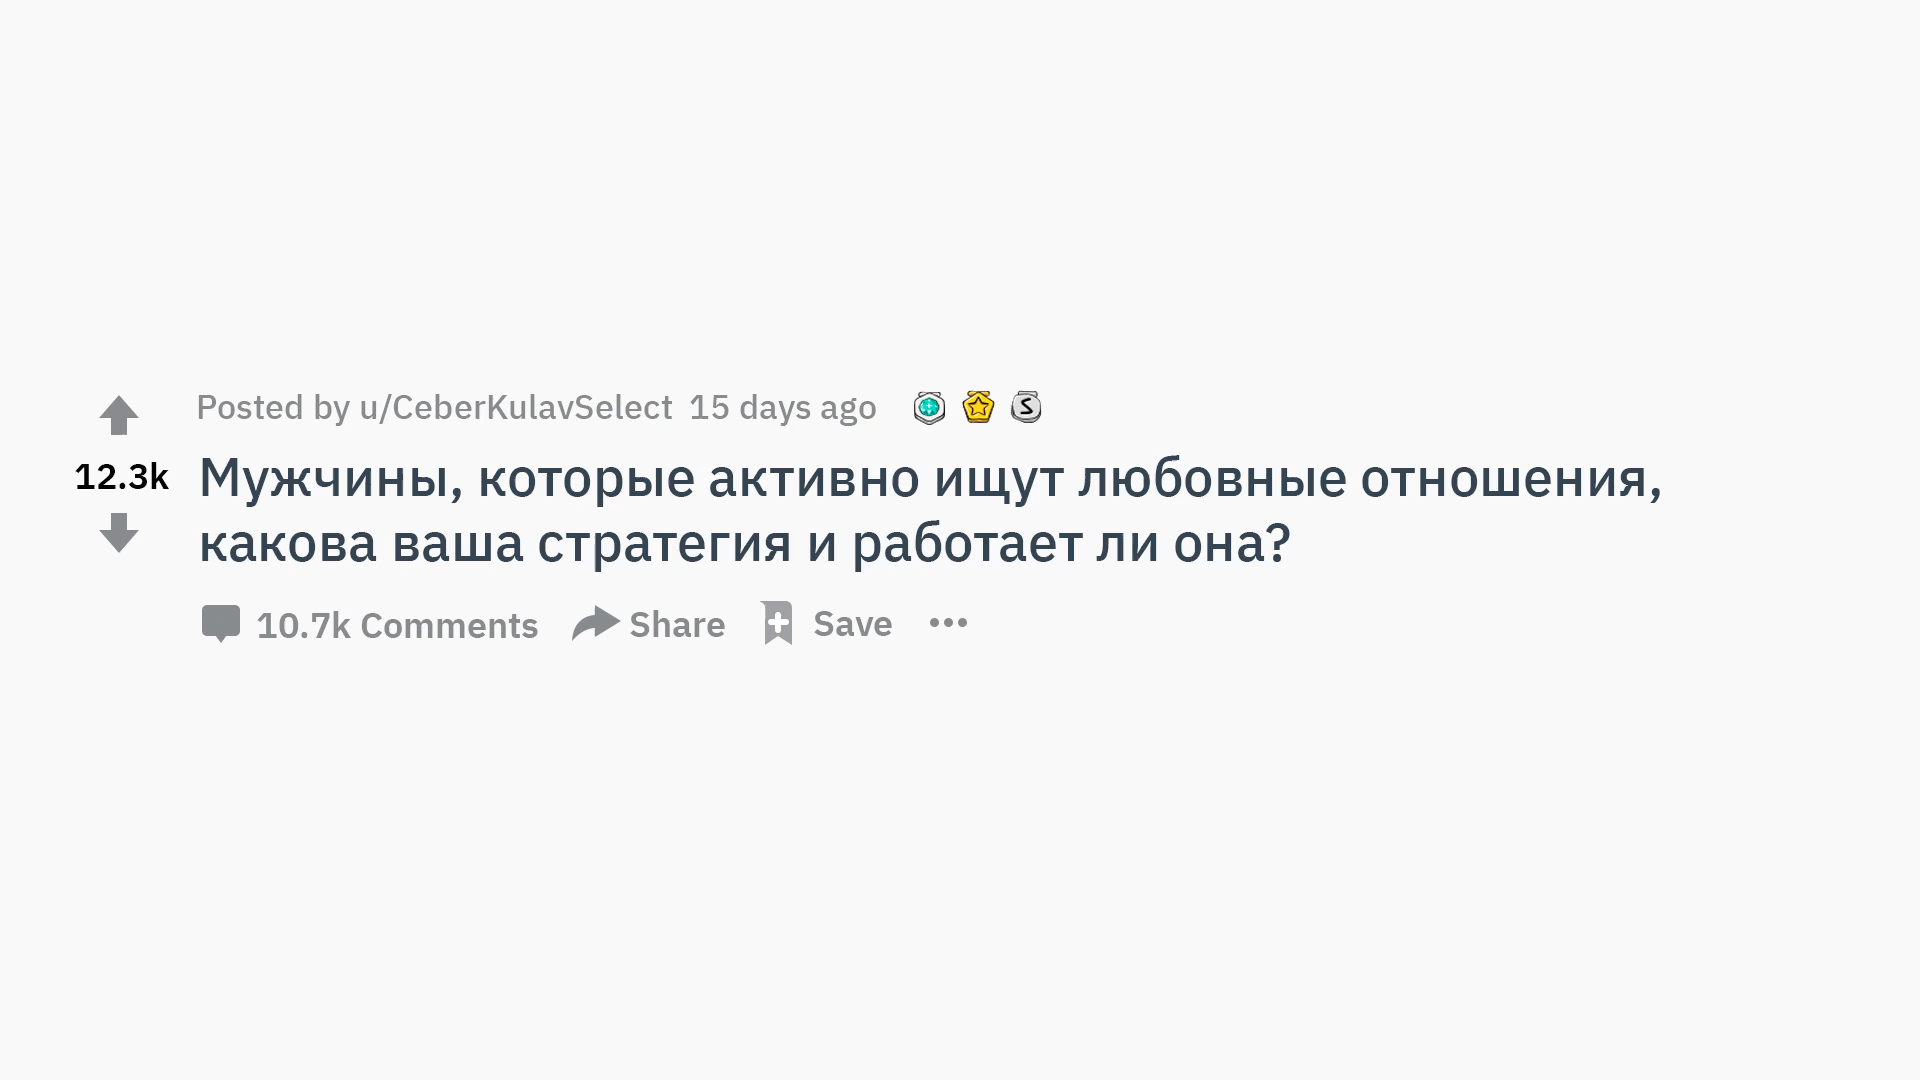 Posted by u/CeberKulavSelect 15 days ago
12.3k
Мужчины, которые активно ищут любовные отношения,
какова ваша стратегия и работает ли она?
10.7k Comments Share Save •••